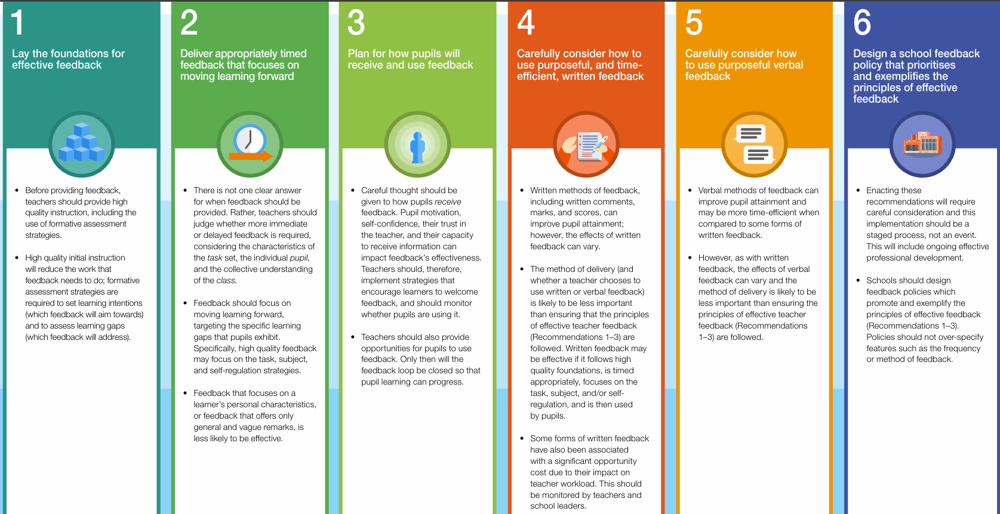 1
Lay the foundations for
effective feedback
• Before providing feedback,
teachers should provide high
quality instruction, including the
use of formative assessment
strategies.
• High quality initial instruction
will reduce the work that
feedback needs to do; formative
assessment strategies are
required to set learning intentions
(which feedback will aim towards)
and to assess learning gaps
(which feedback will address).
2
Deliver appropriately timed
feedback that focuses on
moving learning forward
• There is not one clear answer
for when feedback should be
provided. Rather, teachers should
judge whether more immediate
or delayed feedback is required,
considering the characteristics of
the task set, the individual pupil,
and the collective understanding
of the class.
• Feedback should focus on
moving learning forward,
targeting the specific learning
gaps that pupils exhibit.
Specifically, high quality feedback
may focus on the task, subject,
and self-regulation strategies.
• Feedback that focuses on a
learner’s personal characteristics,
or feedback that offers only
general and vague remarks, is
less likely to be effective.
3
Plan for how pupils will
receive and use feedback
• Careful thought should be
given to how pupils receive
feedback. Pupil motivation,
self-confidence, their trust in
the teacher, and their capacity
to receive information can
impact feedback’s effectiveness.
Teachers should, therefore,
implement strategies that
encourage learners to welcome
feedback, and should monitor
whether pupils are using it.
• Teachers should also provide
opportunities for pupils to use
feedback. Only then will the
feedback loop be closed so that
pupil learning can progress.
4
Carefully consider how to
use purposeful, and time-
efficient, written feedback
• Written methods of feedback,
including written comments,
marks, and scores, can
improve pupil attainment;
however, the effects of written
feedback can vary.
• The method of delivery (and
whether a teacher chooses to
use written or verbal feedback)
is likely to be less important
than ensuring that the principles
of effective teacher feedback
(Recommendations 1–3) are
followed. Written feedback may
be effective if it follows high
quality foundations, is timed
appropriately, focuses on the
task, subject, and/or self-
regulation, and is then used
by pupils.
• Some forms of written feedback
have also been associated
with a significant opportunity
cost due to their impact on
teacher workload. This should
be monitored by teachers and
school leaders.
5
Carefully consider how
to use purposeful verbal
feedback
• Verbal methods of feedback can
improve pupil attainment and
may be more time-efficient when
compared to some forms of
written feedback.
• However, as with written
feedback, the effects of verbal
feedback can vary and the
method of delivery is likely to be
less important than ensuring the
principles of effective teacher
feedback (Recommendations
1–3) are followed.
6
Design a school feedback
policy that prioritises
and exemplifies the
principles of effective
feedback
• Enacting these
recommendations will require
careful consideration and this
implementation should be a
staged process, not an event.
This will include ongoing effective
professional development.
• Schools should design
feedback policies which
promote and exemplify the
principles of effective feedback
(Recommendations 1–3).
Policies should not over-specify
features such as the frequency
or method of feedback.